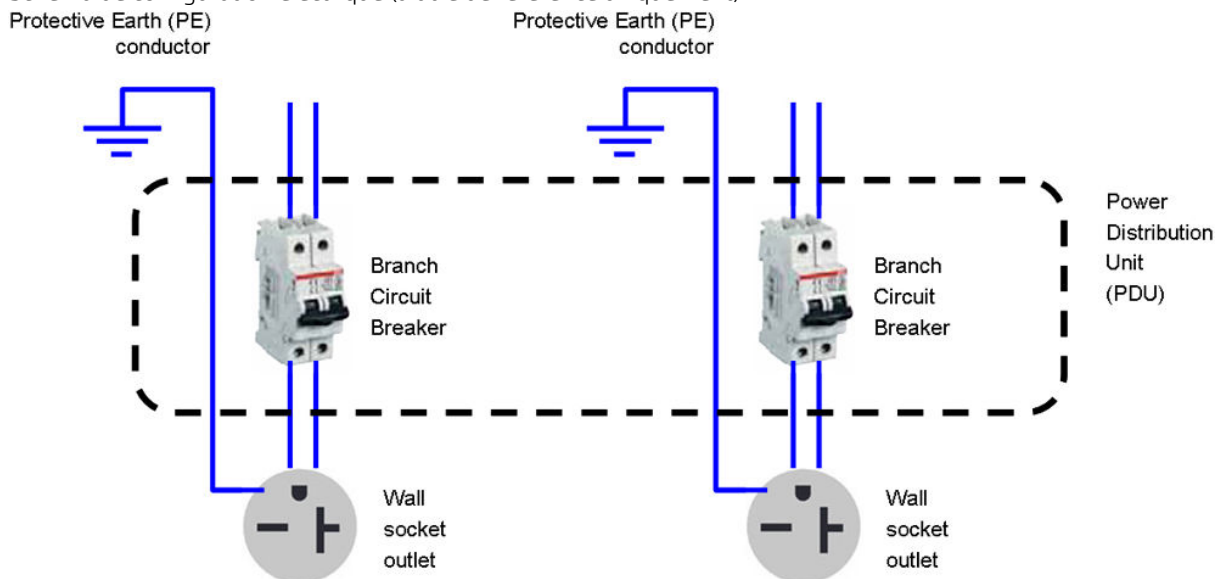 Protective Earth (PE)
conductor
Protective Earth (PE)
conductor
Power
Distribution
Unit
(PDU)
Branch
Circuit
Breaker
Branch
Circuit
Breaker
Wall
socket
outlet
Wall
socket
outlet